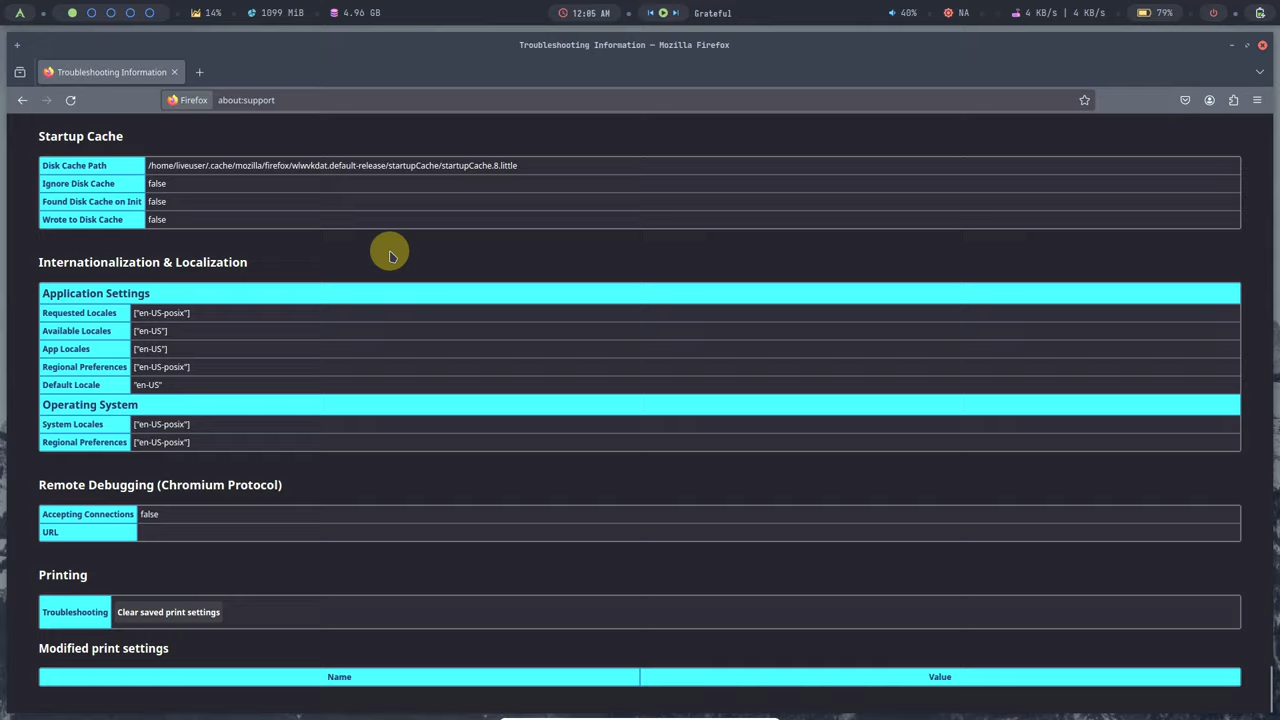 14% 1099 MiB 4.96 GB 12:05 AM Grateful 40% NA 4 KB/s | 4 KB/s 79%
Troubleshooting Information — Mozilla Firefox
Troubleshooting Information
Firefox about:support
Startup Cache
Disk Cache Path /home/liveuser/.cache/mozilla/firefox/wlwvkdat.default-release/startupCache/startupCache.8.little
Ignore Disk Cache false
Found Disk Cache on Init false
Wrote to Disk Cache false
Internationalization & Localization
Application Settings
Requested Locales ["en-US-posix"]
Available Locales ["en-US"]
App Locales ["en-US"]
Regional Preferences ["en-US-posix"]
Default Locale "en-US"
Operating System
System Locales ["en-US-posix"]
Regional Preferences ["en-US-posix"]
Remote Debugging (Chromium Protocol)
Accepting Connections false
URL
Printing
Troubleshooting Clear saved print settings
Modified print settings
Name Value